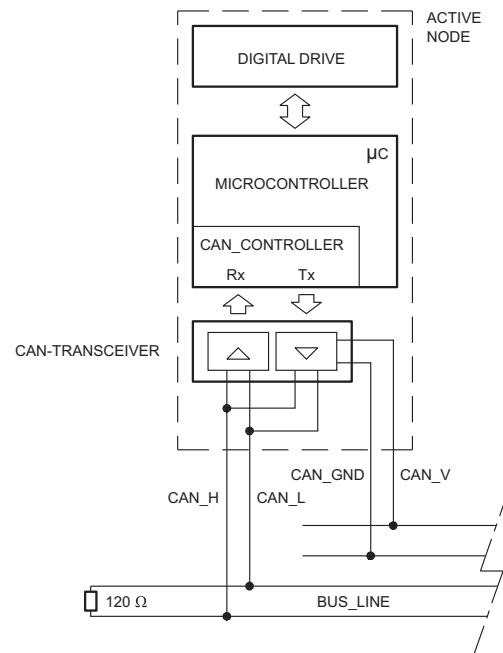 ACTIVE
NODE
DIGITAL DRIVE
µC
MICROCONTROLLER
CAN_CONTROLLER
Rx
Tx
CAN-TRANSCEIVER
CAN_GND
CAN_V
CAN_H
CAN_L
120 Ω
BUS_LINE